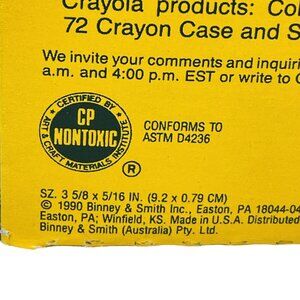 Crayola products: Col
72 Crayon Case and S
We invite your comments and inquiri
a.m. and 4:00 p.m. EST or write to C
CERTIFIED BY
CP
NONTOXIC
ART & CRAFT MATERIALS INSTITUTE
CONFORMS TO
ASTM D4236
SZ. 3 5/8 x 5/16 IN. (9.2 x 0.79 CM)
© 1990 Binney & Smith Inc., Easton, PA 18044-04
Easton, PA; Winfield, KS. Made in U.S.A. Distributed
Binney & Smith (Australia) Pty. Ltd.